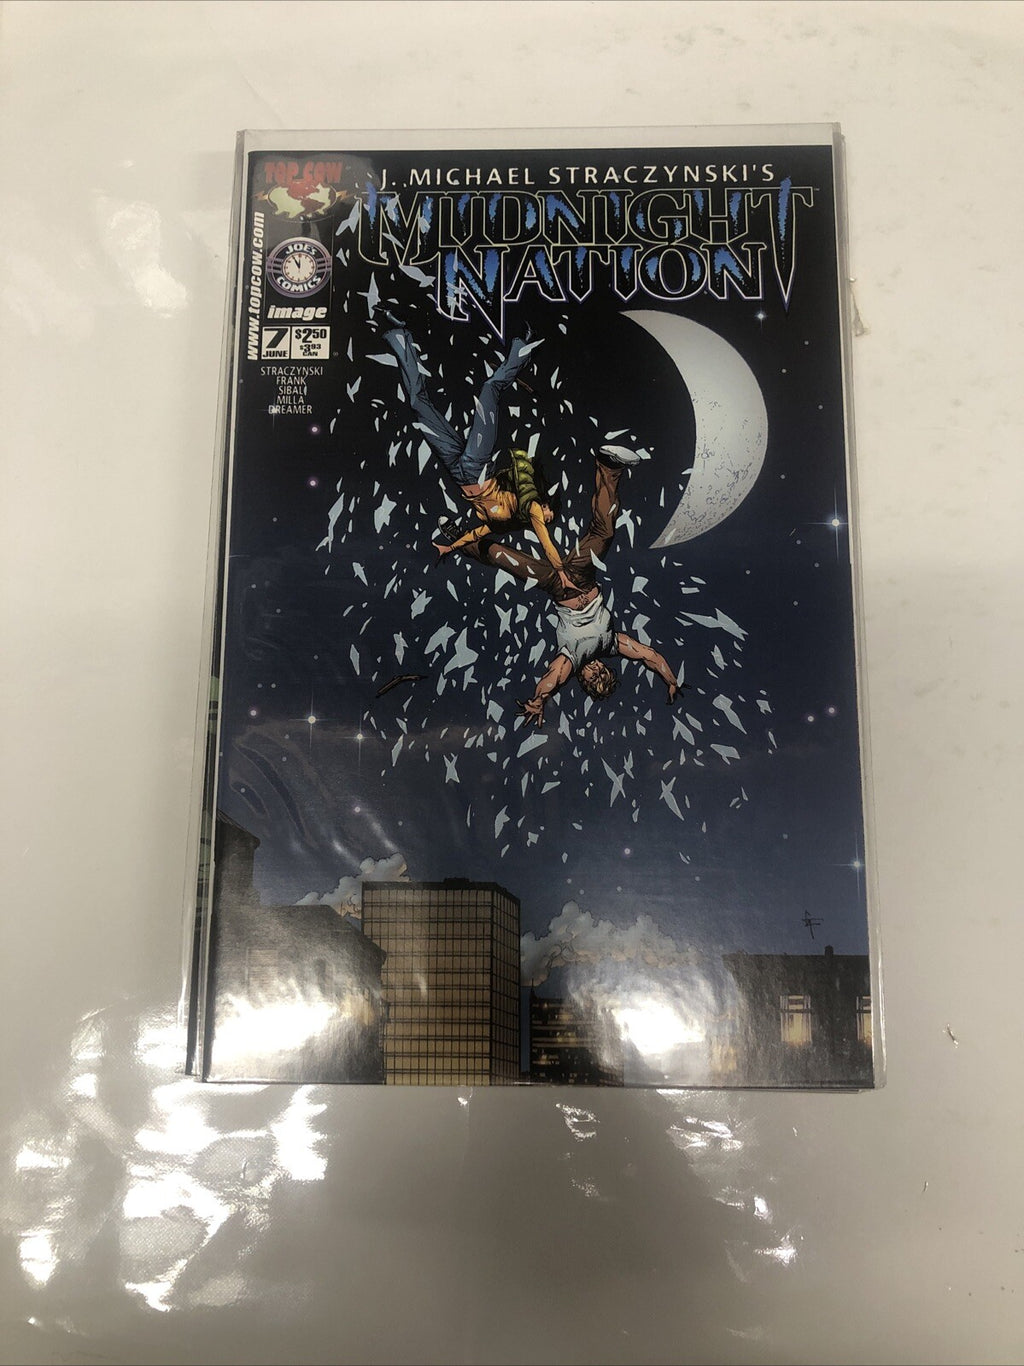 TOP COW
J. MICHAEL STRACZYNSKI'S
MIDNIGHT
NATION
www.topcow.com
JOE'S
COMICS
image
7
JUNE
$2.50
$3.93
CAN
STRACZYNSKI
FRANK
SIBAL
MILLA
DREAMER